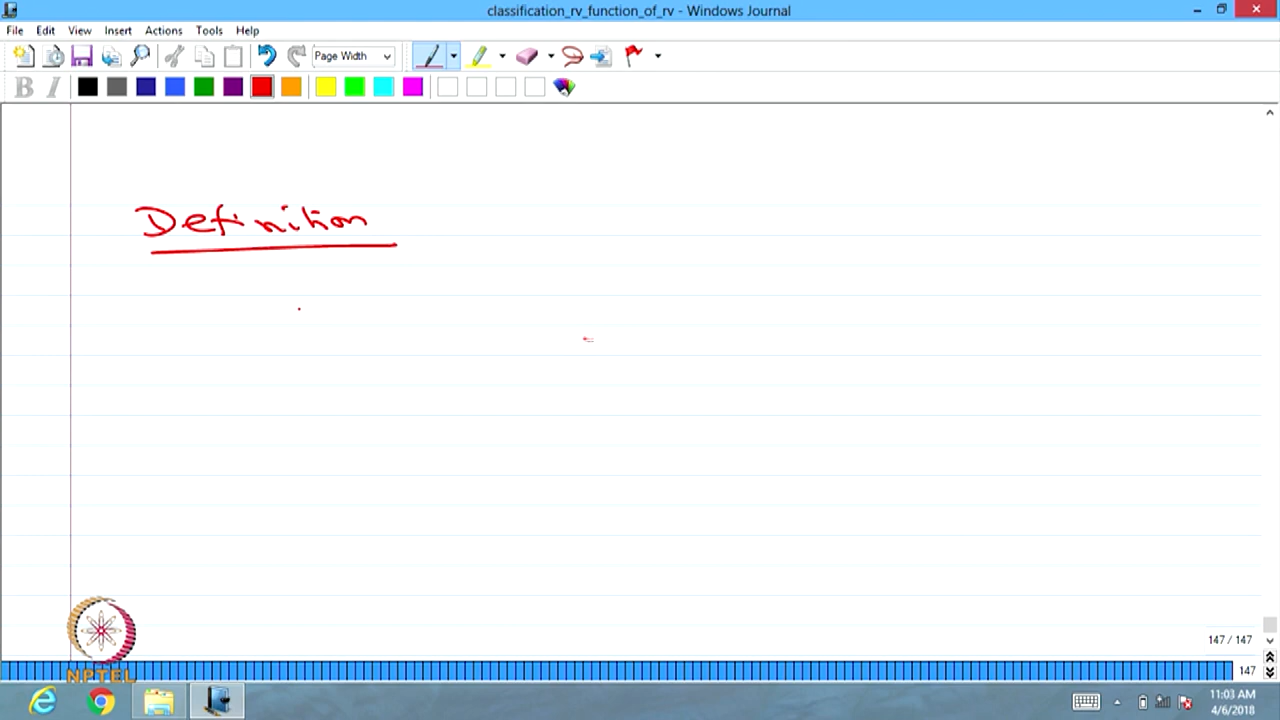 classification_rv_function_of_rv - Windows Journal
File Edit View Insert Actions Tools Help
Page Width
B I
Definition
147 / 147
147
NPTEL
11:03 AM
4/6/2018